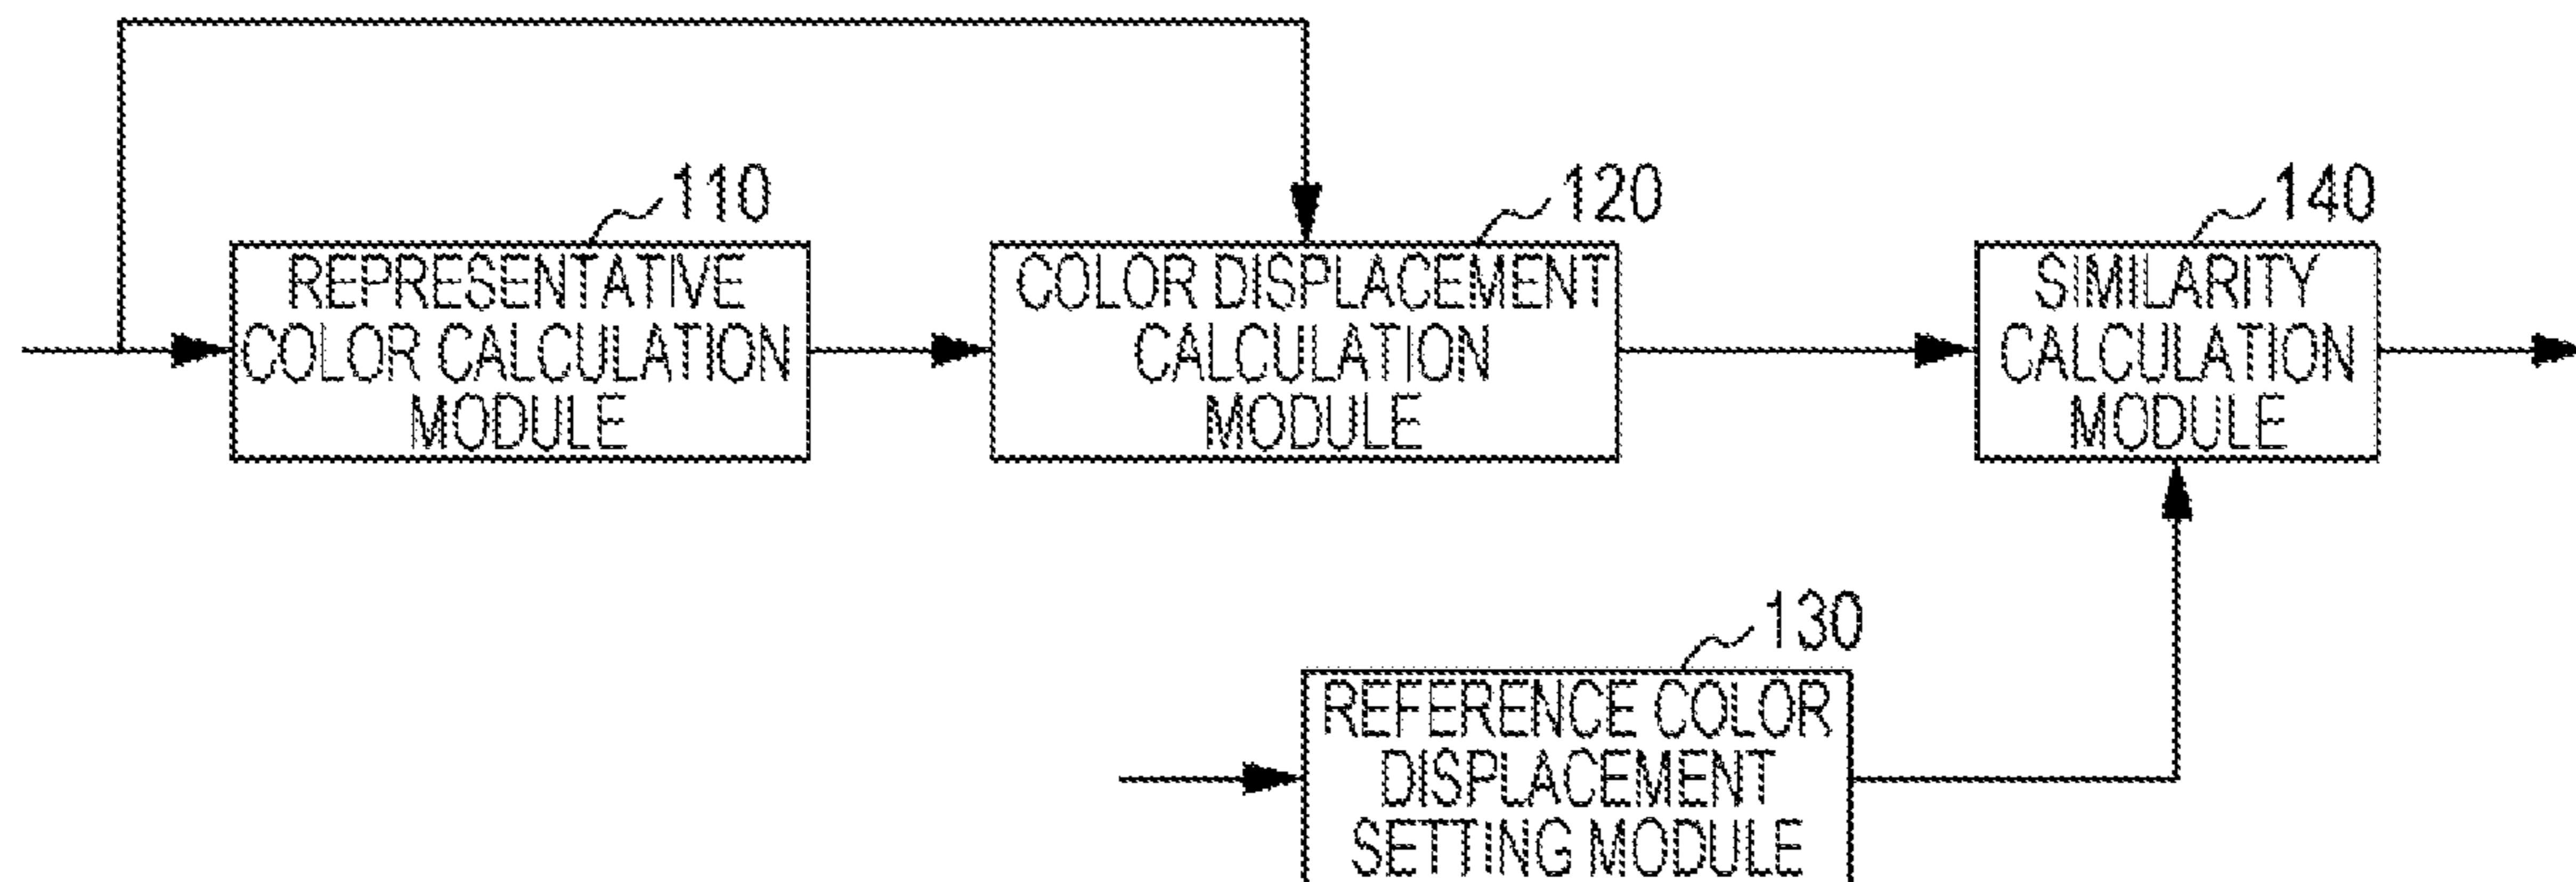 110
REPRESENTATIVE
COLOR CALCULATION
MODULE
120
COLOR DISPLACEMENT
CALCULATION
MODULE
140
SIMILARITY
CALCULATION
MODULE
130
REFERENCE COLOR
DISPLACEMENT
SETTING MODULE